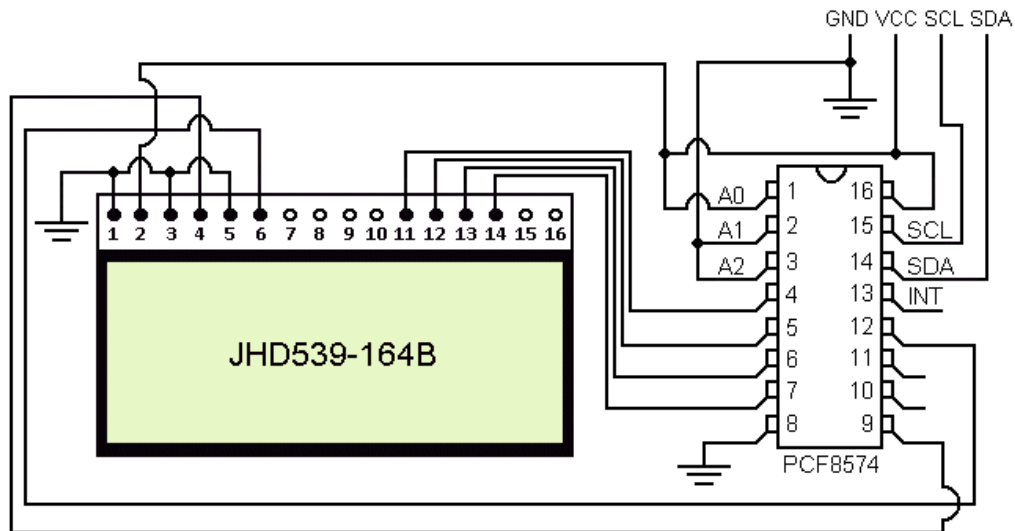 GND VCC SCL SDA
A0 1 16
A1 2 15 SCL
A2 3 14 SDA
4 13 INT
5 12
6 11
7 10
8 9
PCF8574
1 2 3 4 5 6 7 8 9 10 11 12 13 14 15 16
JHD539-164B